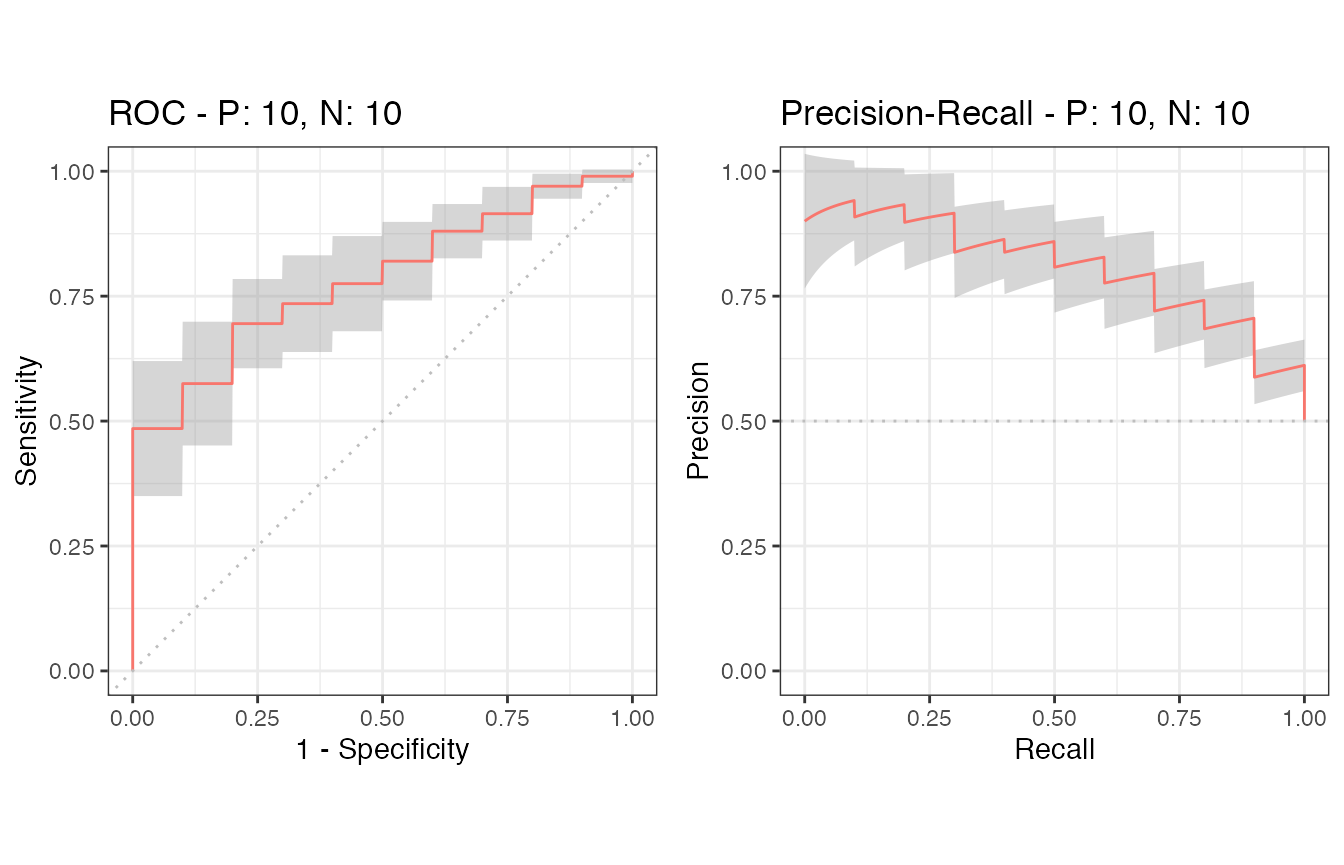 ROC - P: 10, N: 10
1.00
0.75
0.50
0.25
0.00
Sensitivity
0.00 0.25 0.50 0.75 1.00
1 - Specificity
Precision-Recall - P: 10, N: 10
1.00
0.75
0.50
0.25
0.00
Precision
0.00 0.25 0.50 0.75 1.00
Recall